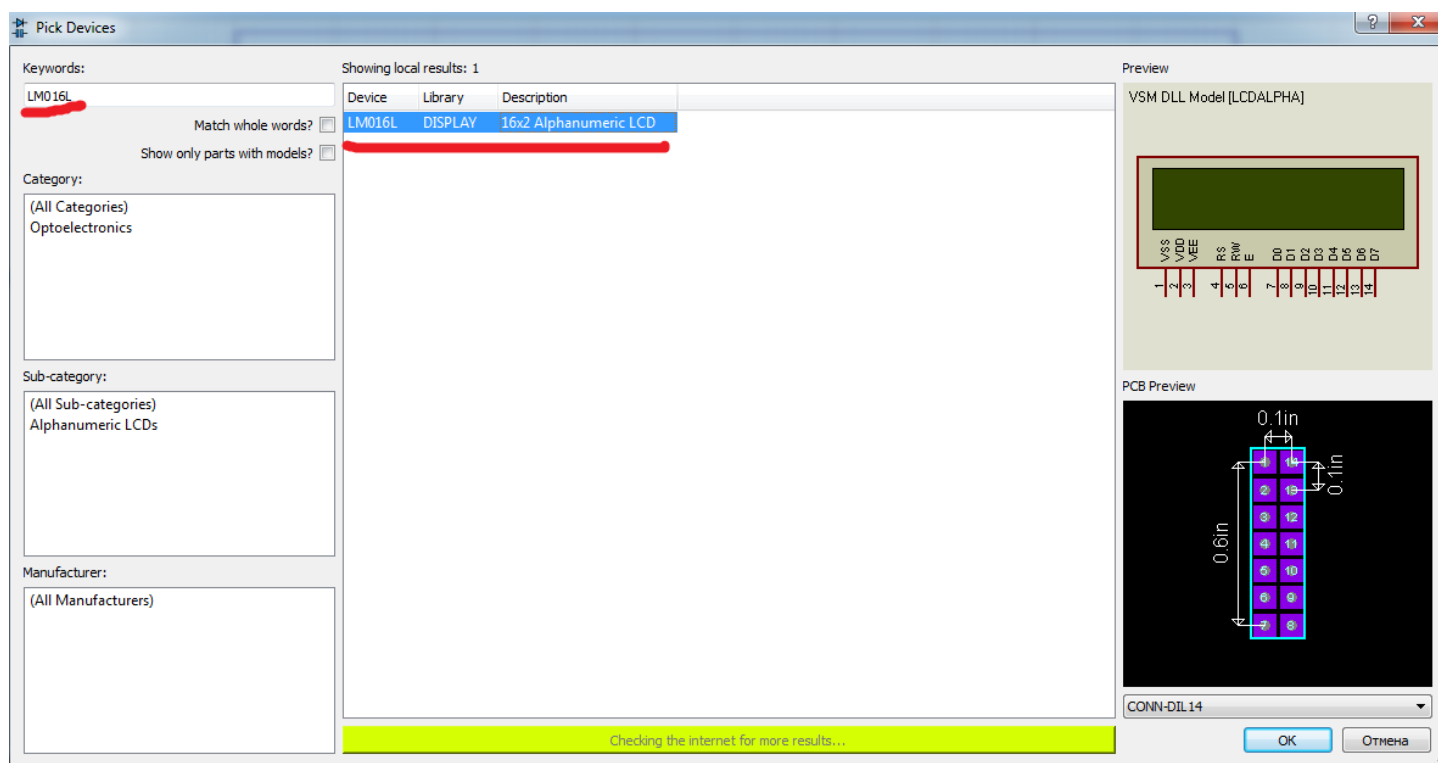 Pick Devices
Keywords:
LM016L
Match whole words?
Show only parts with models?
Category:
(All Categories)
Optoelectronics
Sub-category:
(All Sub-categories)
Alphanumeric LCDs
Manufacturer:
(All Manufacturers)
Showing local results: 1
Device Library Description
LM016L DISPLAY 16x2 Alphanumeric LCD
Checking the internet for more results...
Preview
VSM DLL Model [LCDALPHA]
VSS VDD VEE RS RW E D0 D1 D2 D3 D4 D5 D6 D7
1 2 3 4 5 6 7 8 9 10 11 12 13 14
PCB Preview
0.1in
0.1in
0.6in
1 14
2 13
3 12
4 11
5 10
6 9
7 8
CONN-DIL14
OK Отмена